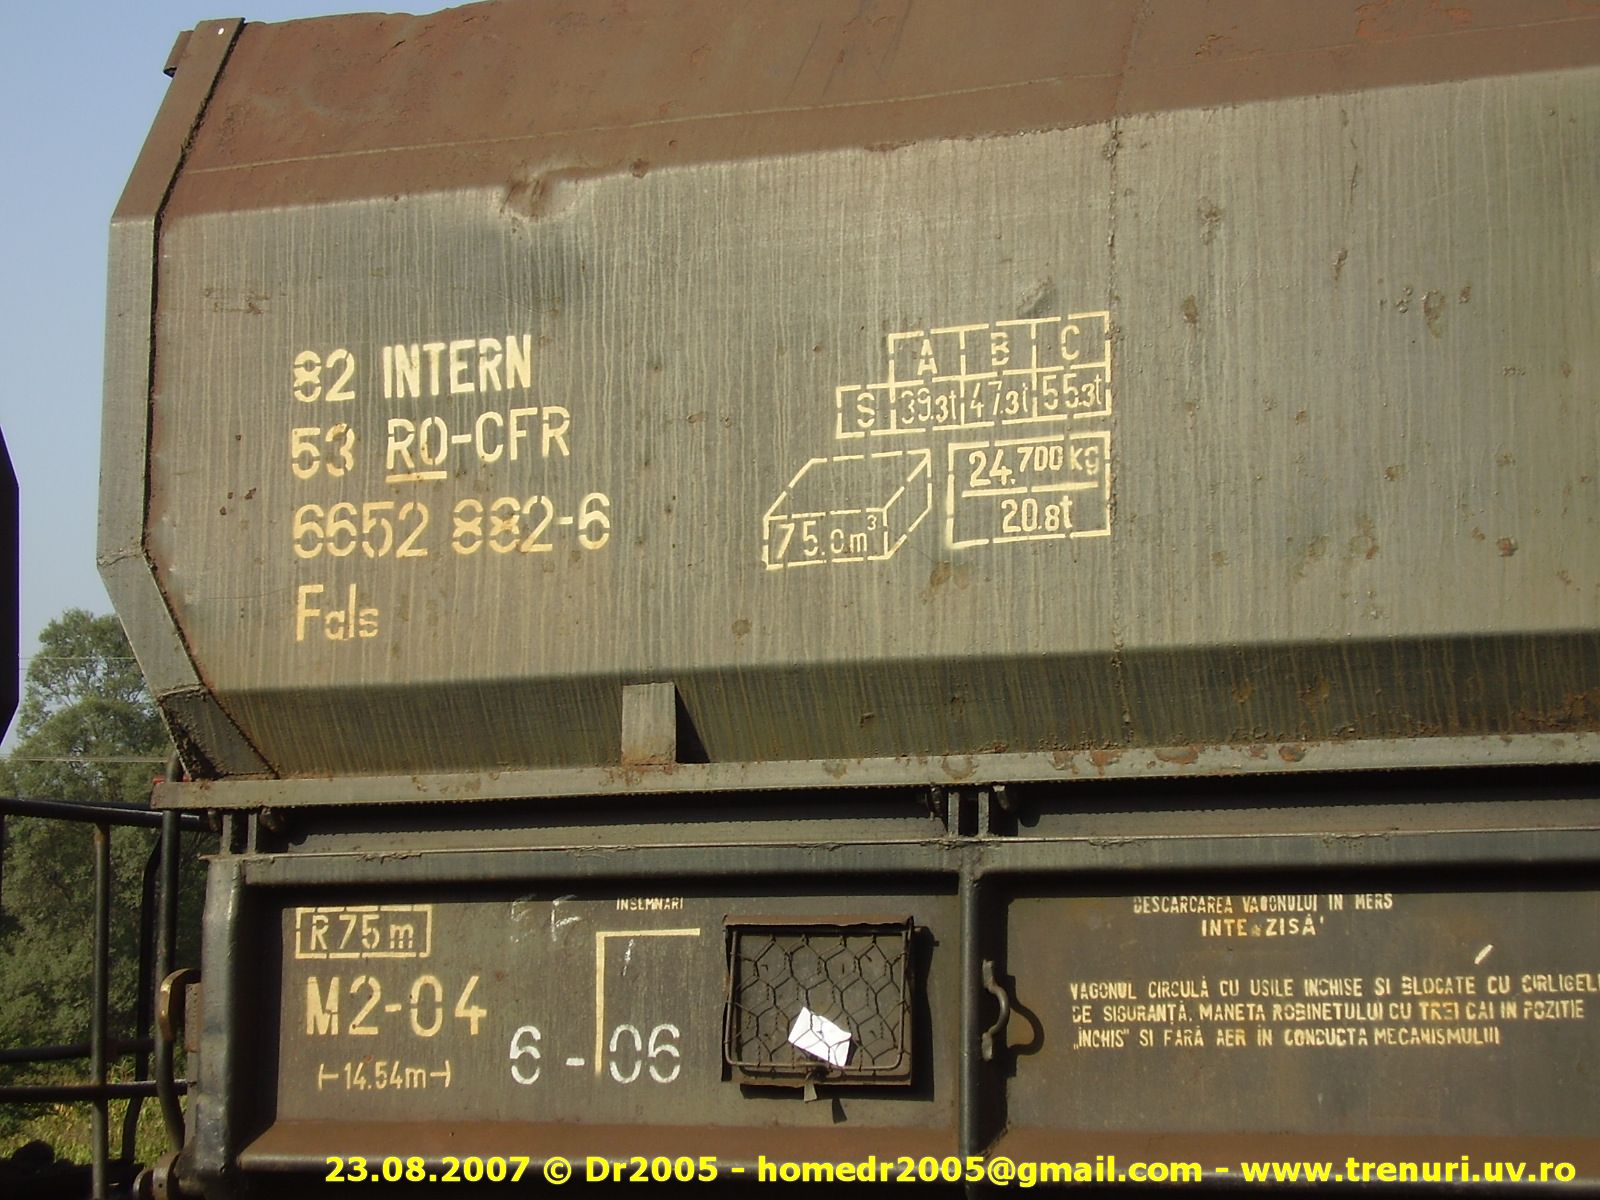 82 INTERN
53 RO-CFR
6652 882-6
Fals
A B C
S 39.3t 47.3t 55.3t
75.0m³
24.700 kg
20.8t
R 75 m
M2-04
⊢14.54m⊣
INSEMNARI
6 - 06
DESCARCAREA VAGONULUI IN MERS
INTE ZISĂ
VAGONUL CIRCULĂ CU USILE INCHISE SI BLOCATE CU CIRLIGELE
DE SIGURANȚĂ, MANETA ROBINETULUI CU TREI CAI IN POZITIE
„INCHIS" SI FĂRĂ AER IN CONDUCTA MECANISMULUI
23.08.2007 © Dr2005 - homedr2005@gmail.com - www.trenuri.uv.ro